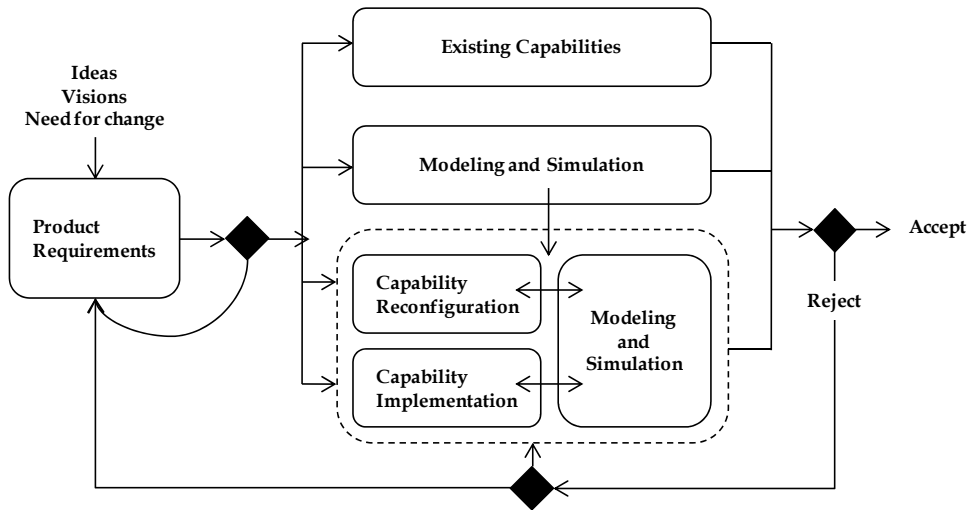 Existing Capabilities
Ideas
Visions
Need for change
Modeling and Simulation
Product
Requirements
Accept
Capability
Reconfiguration
Modeling
and
Simulation
Reject
Capability
Implementation